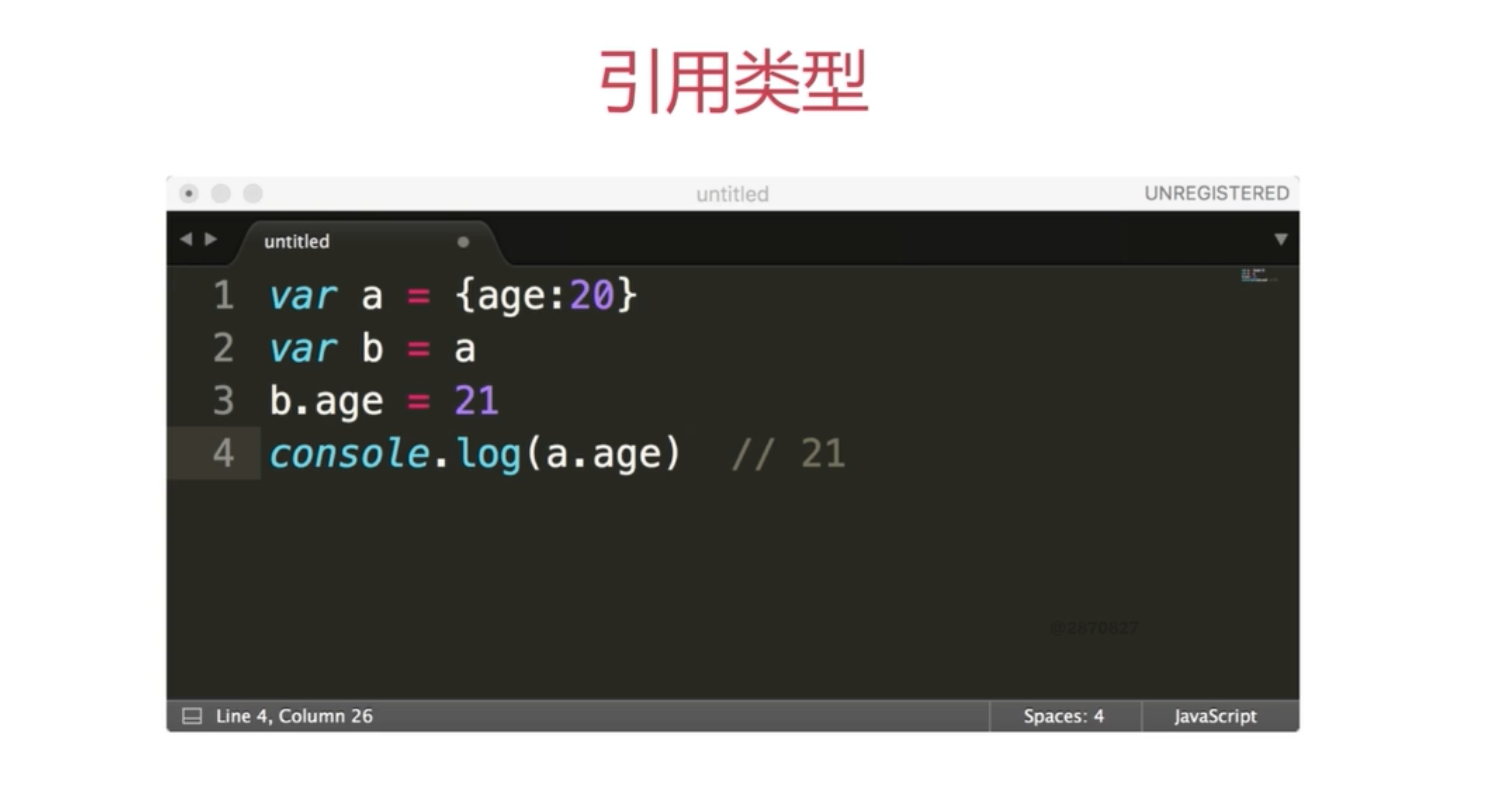 引用类型
untitled
UNREGISTERED
untitled
1 var a = {age:20}
2 var b = a
3 b.age = 21
4 console.log(a.age)  // 21
@2870827
Line 4, Column 26
Spaces: 4
JavaScript